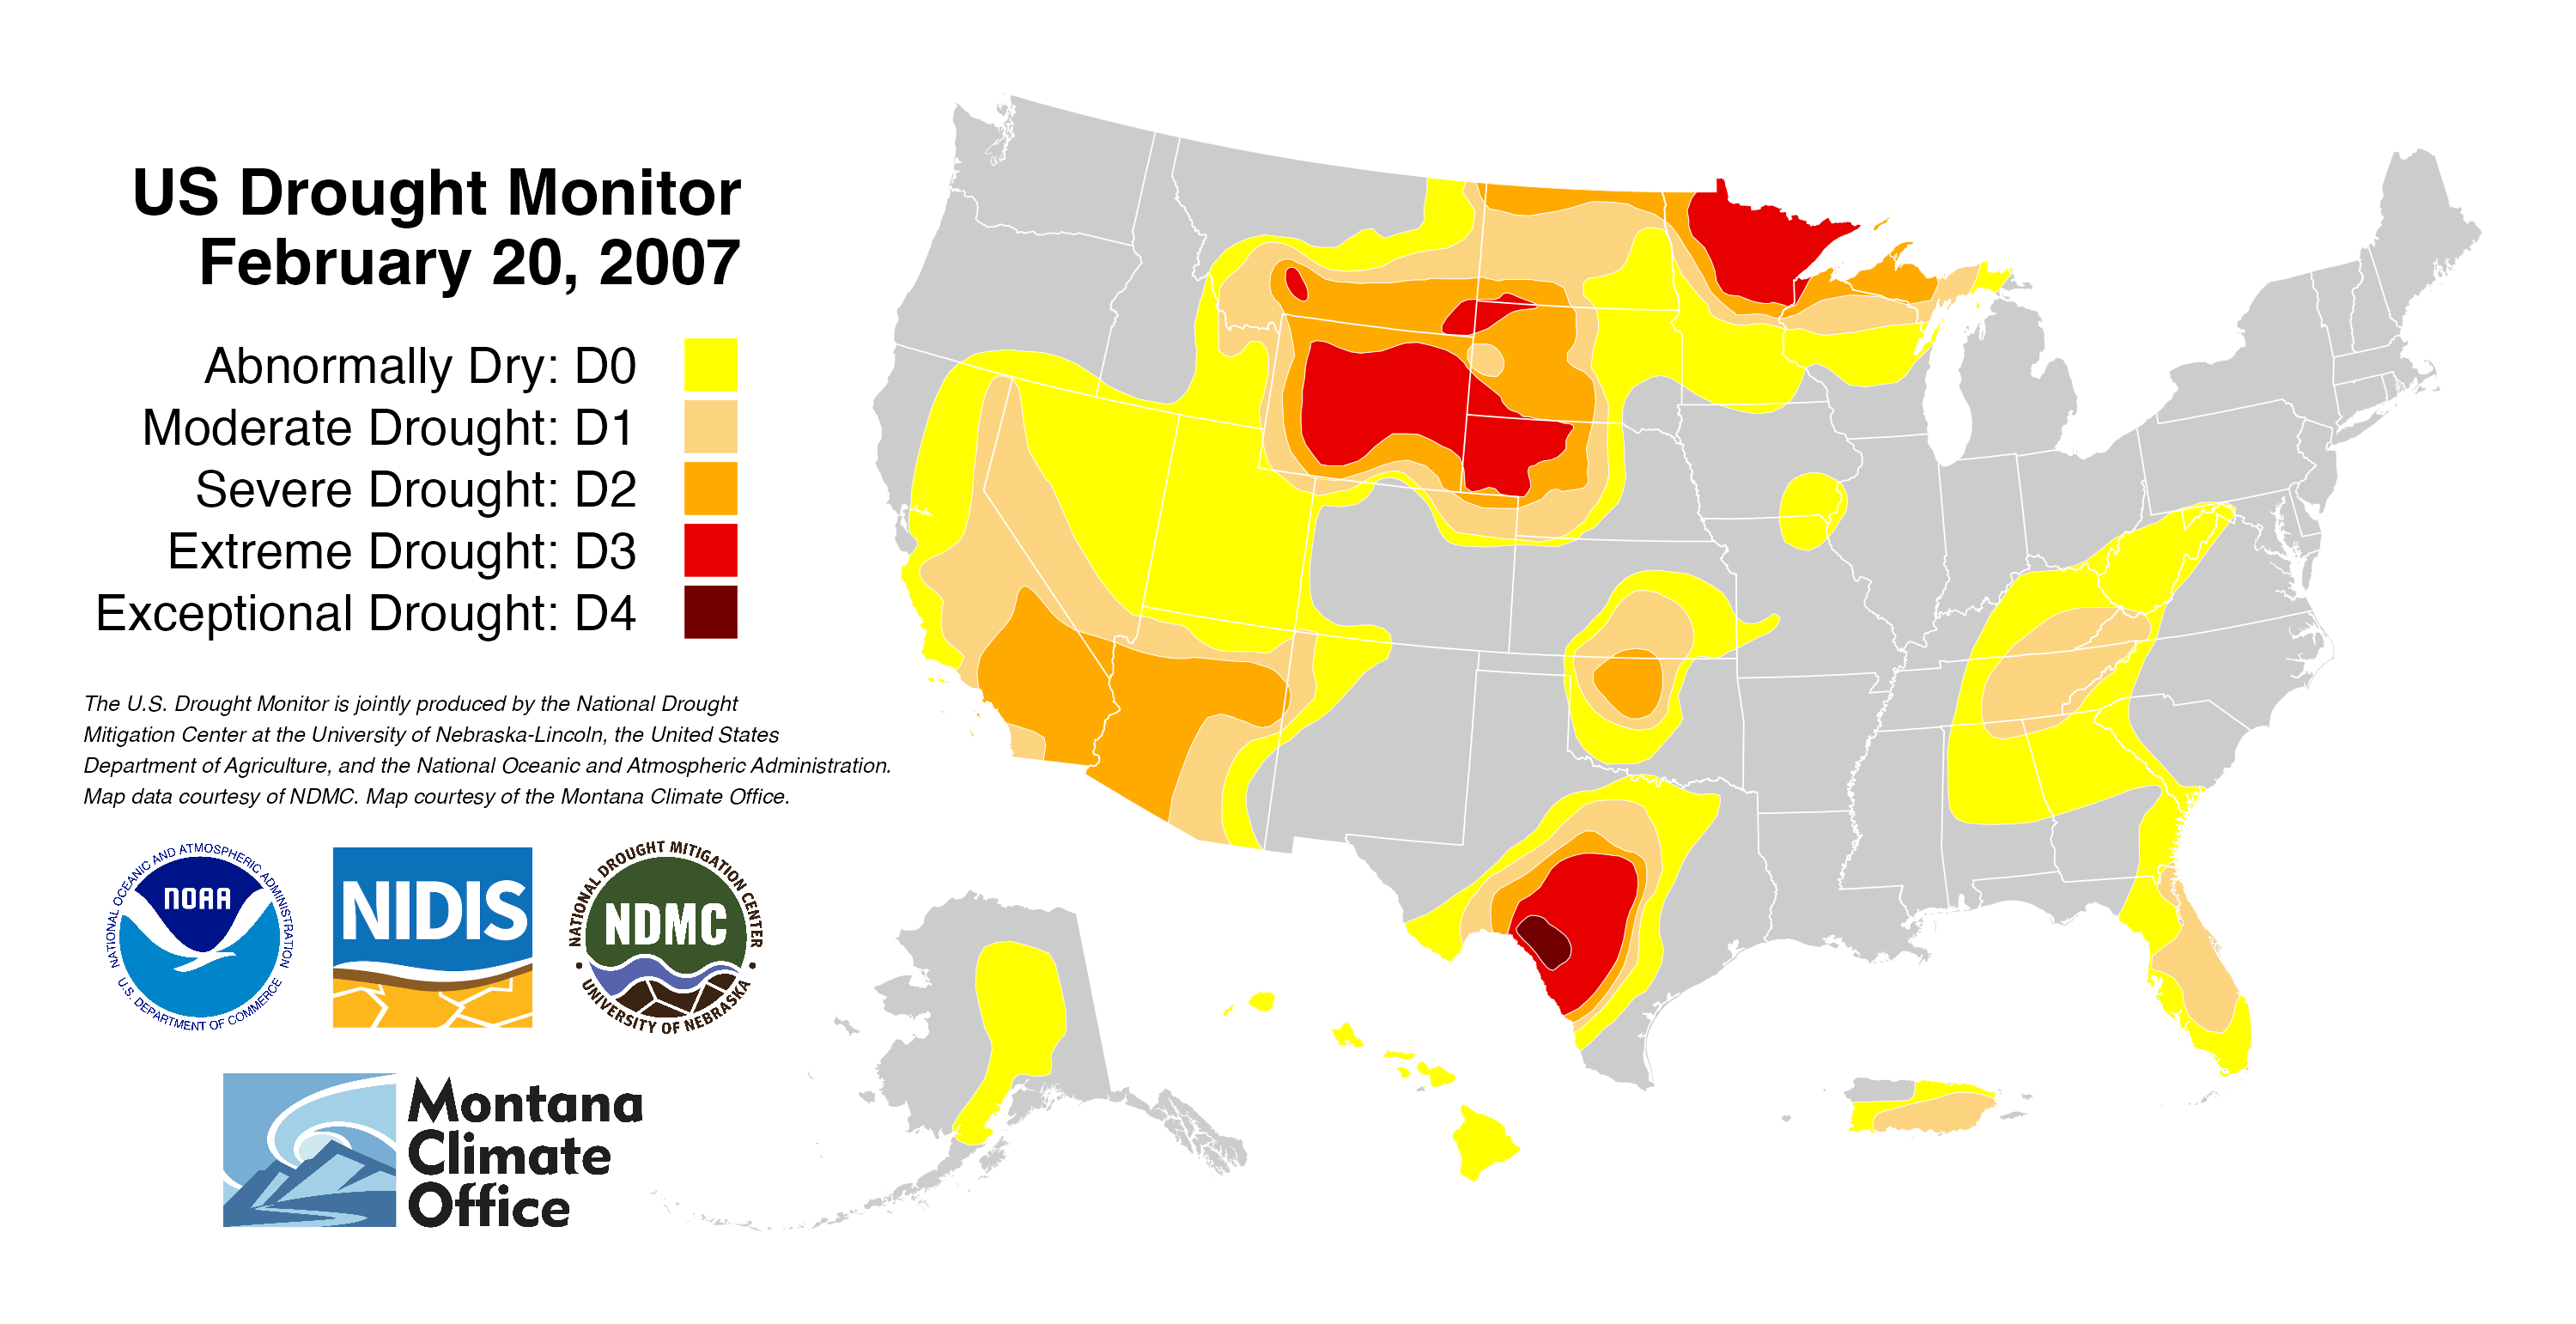 US Drought Monitor
February 20, 2007
Abnormally Dry: D0
Moderate Drought: D1
Severe Drought: D2
Extreme Drought: D3
Exceptional Drought: D4
The U.S. Drought Monitor is jointly produced by the National Drought
Mitigation Center at the University of Nebraska-Lincoln, the United States
Department of Agriculture, and the National Oceanic and Atmospheric Administration.
Map data courtesy of NDMC. Map courtesy of the Montana Climate Office.
NATIONAL OCEANIC AND ATMOSPHERIC ADMINISTRATION
NOAA
U.S. DEPARTMENT OF COMMERCE
NIDIS
NATIONAL DROUGHT MITIGATION CENTER
NDMC
UNIVERSITY OF NEBRASKA
Montana
Climate
Office